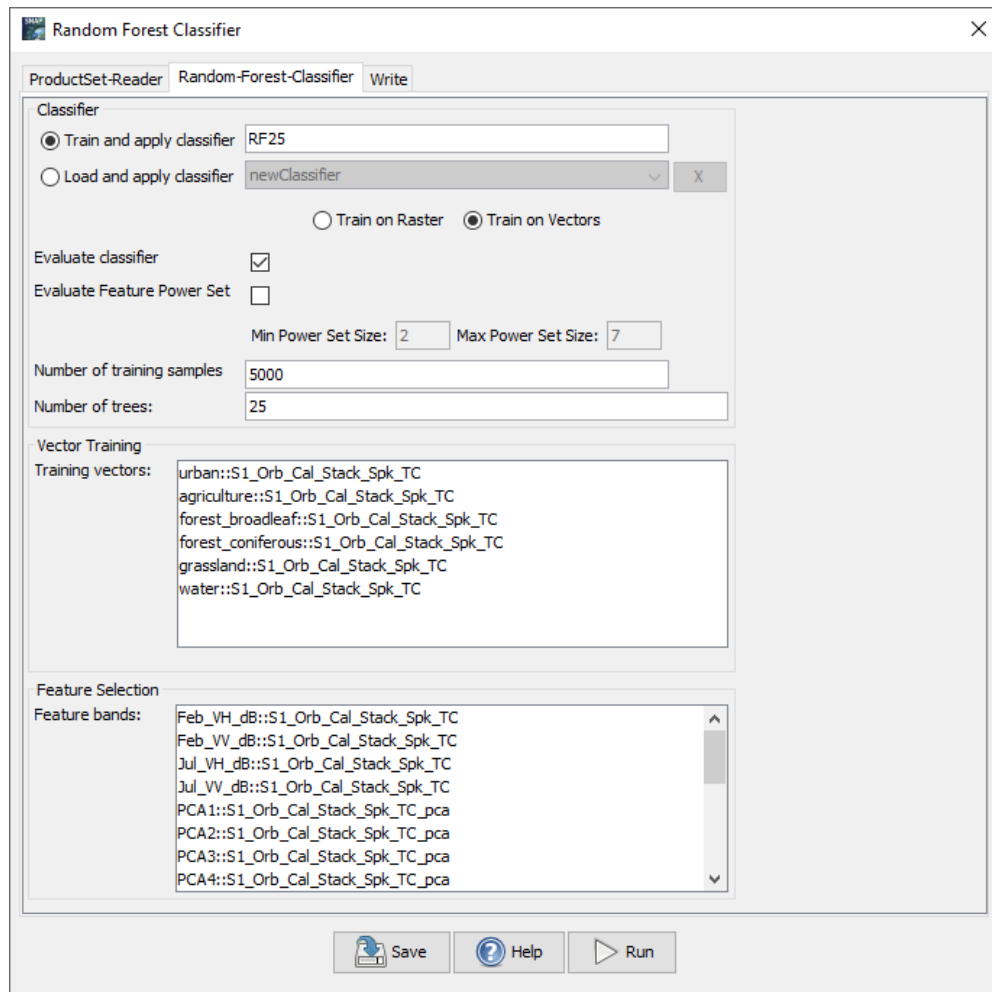 SNAP
Random Forest Classifier
ProductSet-Reader Random-Forest-Classifier Write
Classifier
Train and apply classifier RF25
Load and apply classifier newClassifier X
Train on Raster Train on Vectors
Evaluate classifier
Evaluate Feature Power Set
Min Power Set Size: 2 Max Power Set Size: 7
Number of training samples 5000
Number of trees: 25
Vector Training
Training vectors: urban::S1_Orb_Cal_Stack_Spk_TC
agriculture::S1_Orb_Cal_Stack_Spk_TC
forest_broadleaf::S1_Orb_Cal_Stack_Spk_TC
forest_coniferous::S1_Orb_Cal_Stack_Spk_TC
grassland::S1_Orb_Cal_Stack_Spk_TC
water::S1_Orb_Cal_Stack_Spk_TC
Feature Selection
Feature bands: Feb_VH_dB::S1_Orb_Cal_Stack_Spk_TC
Feb_VV_dB::S1_Orb_Cal_Stack_Spk_TC
Jul_VH_dB::S1_Orb_Cal_Stack_Spk_TC
Jul_VV_dB::S1_Orb_Cal_Stack_Spk_TC
PCA1::S1_Orb_Cal_Stack_Spk_TC_pca
PCA2::S1_Orb_Cal_Stack_Spk_TC_pca
PCA3::S1_Orb_Cal_Stack_Spk_TC_pca
PCA4::S1_Orb_Cal_Stack_Spk_TC_pca
Save Help Run